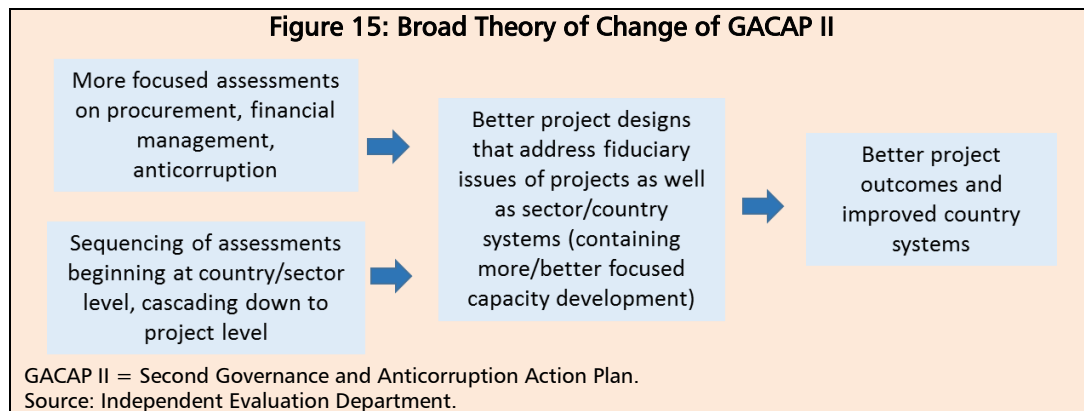 Figure 15: Broad Theory of Change of GACAP II
More focused assessments
on procurement, financial
management,
anticorruption
Sequencing of assessments
beginning at country/sector
level, cascading down to
project level
Better project designs
that address fiduciary
issues of projects as well
as sector/country
systems (containing
more/better focused
capacity development)
Better project
outcomes and
improved country
systems
GACAP II = Second Governance and Anticorruption Action Plan.
Source: Independent Evaluation Department.